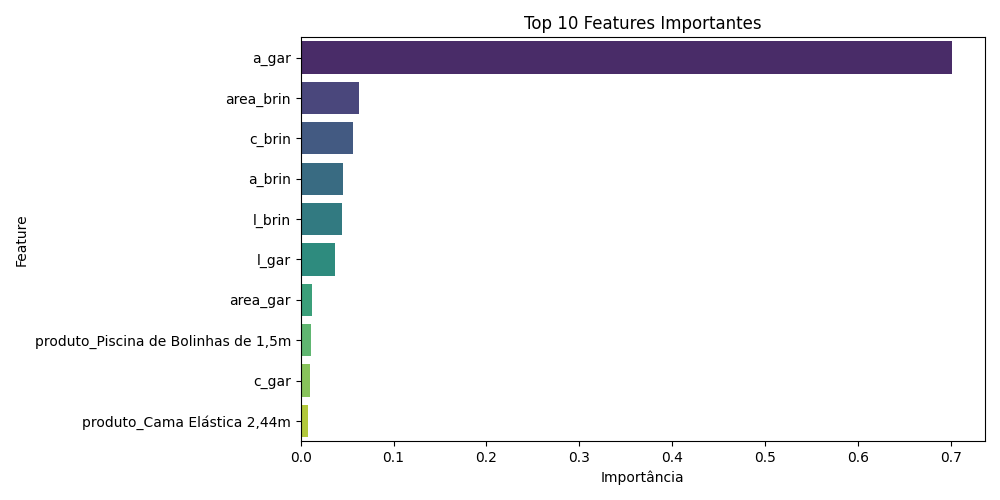 Top 10 Features Importantes
Feature
a_gar
area_brin
c_brin
a_brin
l_brin
l_gar
area_gar
produto_Piscina de Bolinhas de 1,5m
c_gar
produto_Cama Elástica 2,44m
0.0 0.1 0.2 0.3 0.4 0.5 0.6 0.7
Importância